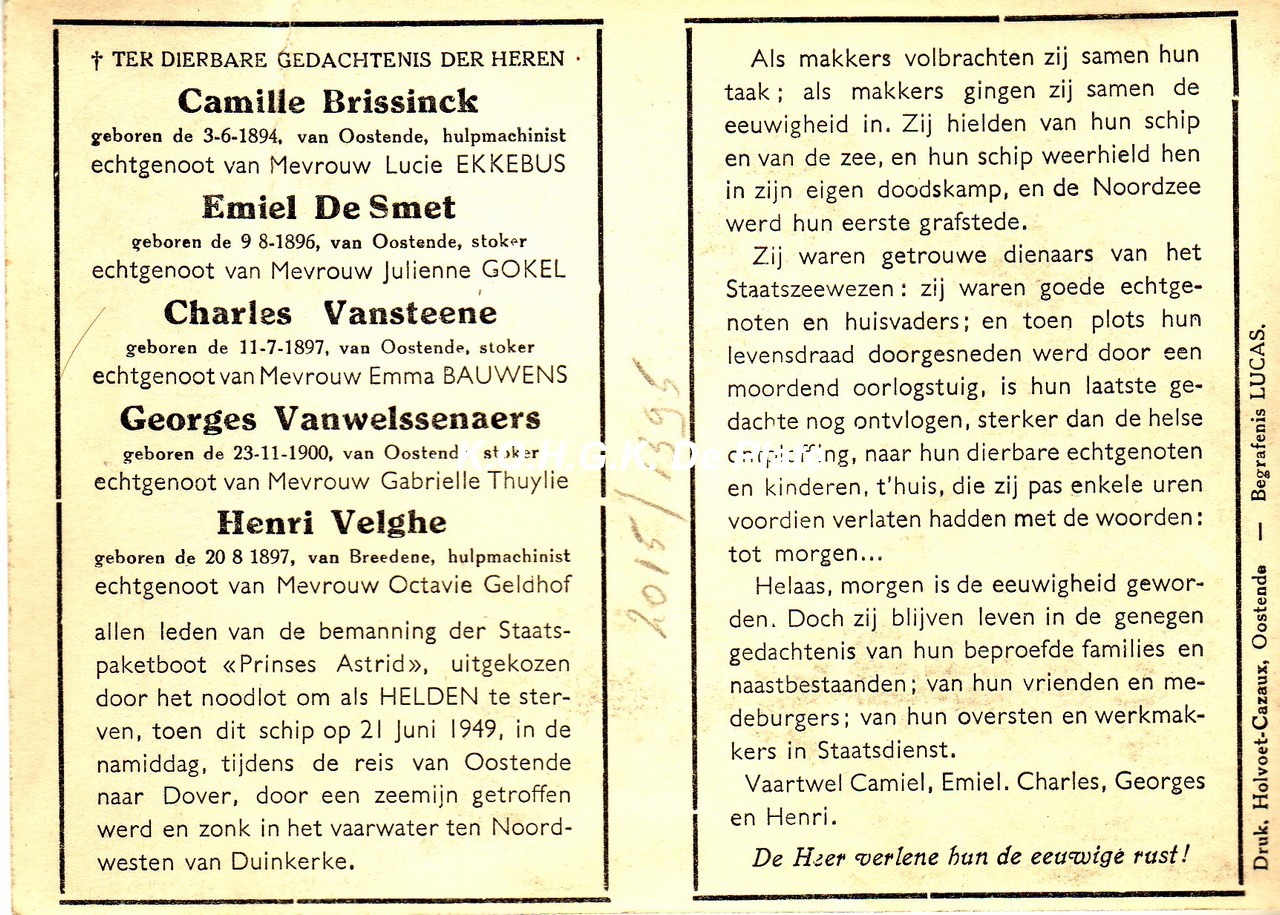 † TER DIERBARE GEDACHTENIS DER HEREN
Camille Brissinck
geboren de 3-6-1894, van Oostende, hulpmachinist
echtgenoot van Mevrouw Lucie EKKEBUS
Emiel De Smet
geboren de 9 8-1896, van Oostende, stoker
echtgenoot van Mevrouw Julienne GOKEL
Charles Vansteene
geboren de 11-7-1897, van Oostende, stoker
echtgenoot van Mevrouw Emma BAUWENS
Georges Vanwelssenaers
geboren de 23-11-1900, van Oostende stoker
echtgenoot van Mevrouw Gabrielle Thuylie
Henri Velghe
geboren de 20 8 1897, van Breedene, hulpmachinist
echtgenoot van Mevrouw Octavie Geldhof
allen leden van de bemanning der Staats-
paketboot «Prinses Astrid», uitgekozen
door het noodlot om als HELDEN te ster-
ven, toen dit schip op 21 Juni 1949, in de
namiddag, tijdens de reis van Oostende
naar Dover, door een zeemijn getroffen
werd en zonk in het vaarwater ten Noord-
westen van Duinkerke.
2015/1395
K.O.H.G.K. De Plate
Als makkers volbrachten zij samen hun
taak; als makkers gingen zij samen de
eeuwigheid in. Zij hielden van hun schip
en van de zee, en hun schip weerhield hen
in zijn eigen doodskamp, en de Noordzee
werd hun eerste grafstede.
Zij waren getrouwe dienaars van het
Staatszeewezen: zij waren goede echtge-
noten en huisvaders; en toen plots hun
levensdraad doorgesneden werd door een
moordend oorlogstuig, is hun laatste ge-
dachte nog ontvlogen, sterker dan de helse
ontploffing, naar hun dierbare echtgenoten
en kinderen, t'huis, die zij pas enkele uren
voordien verlaten hadden met de woorden:
tot morgen...
Helaas, morgen is de eeuwigheid gewor-
den. Doch zij blijven leven in de genegen
gedachtenis van hun beproefde families en
naastbestaanden; van hun vrienden en me-
deburgers; van hun oversten en werkmak-
kers in Staatsdienst.
Vaartwel Camiel, Emiel. Charles, Georges
en Henri.
De Heer verlene hun de eeuwige rust!
Druk. Holvoet-Cazaux, Oostende — Begrafenis LUCAS.